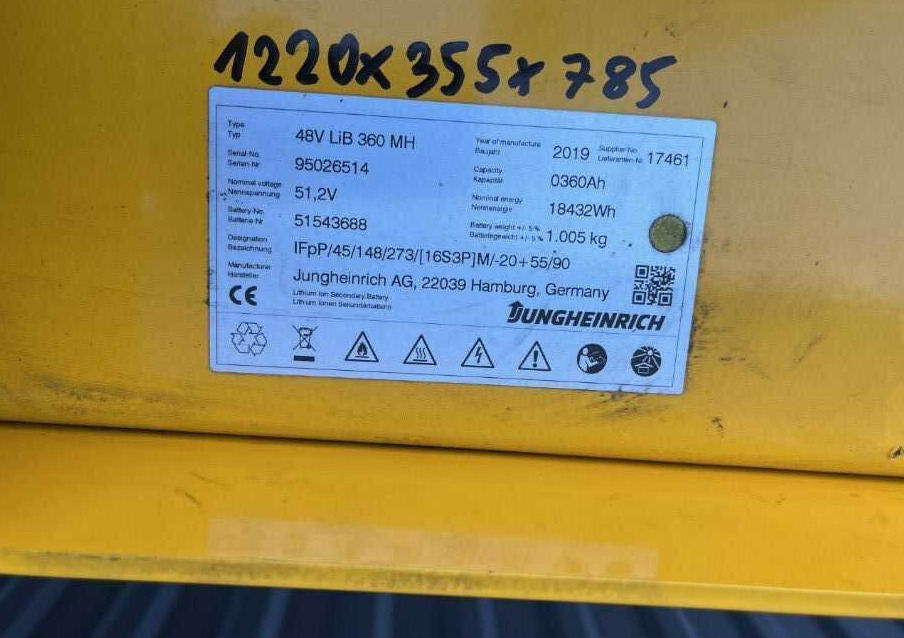 1220x355x785
Type
Typ
48V LiB 360 MH
Year of manufacture
Baujahr
2019
Supplier-No.
Lieferanten-Nr.
17461
Serial-No.
Serien-Nr
95026514
Capacity
Kapazität
0360Ah
Nominal voltage
Nennspannung
51,2V
Nominal energy
Nennenergie
18432Wh
Battery-No.
Batterie-Nr
51543688
Battery weight +/- 5%
Batteriegewicht +/- 5%
1.005 kg
Designation
Bezeichnung
IFpP/45/148/273/[16S3P]M/-20+55/90
Manufacturer
Hersteller
Jungheinrich AG, 22039 Hamburg, Germany
CE
Lithium Ion Secondary Battery
Lithium Ionen Sekundärbatterie
JUNGHEINRICH